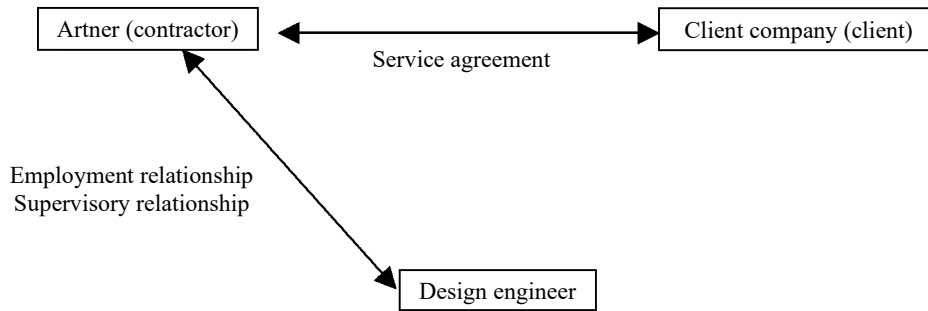 Artner (contractor)
Client company (client)
Service agreement
Employment relationship
Supervisory relationship
Design engineer